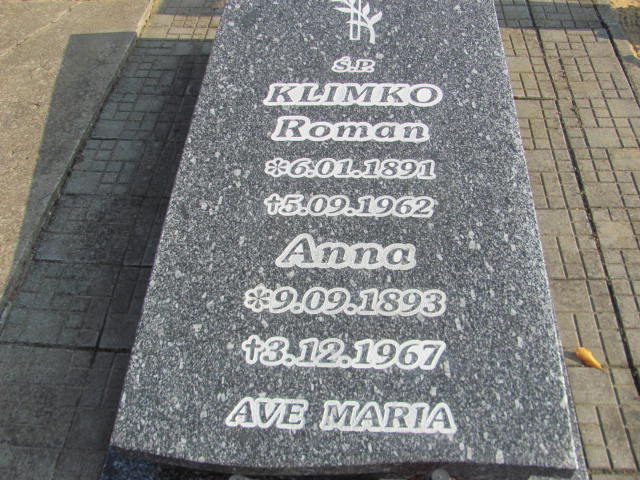 Ś.P.
KLIMKO
Roman
*6.01.1891
†5.09.1962
Anna
*9.09.1893
†3.12.1967
AVE MARIA